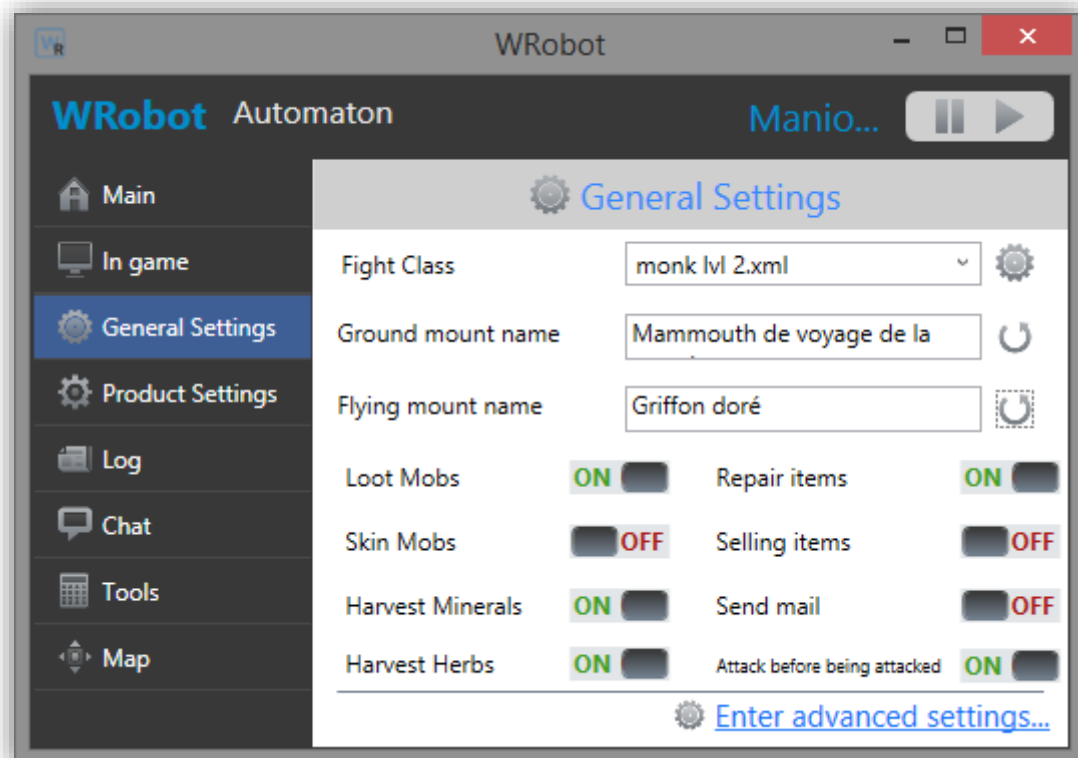 WR
WRobot
WRobot Automaton Manio...
Main
In game
General Settings
Product Settings
Log
Chat
Tools
Map
General Settings
Fight Class monk lvl 2.xml
Ground mount name Mammouth de voyage de la
Flying mount name Griffon doré
Loot Mobs ON Repair items ON
Skin Mobs OFF Selling items OFF
Harvest Minerals ON Send mail OFF
Harvest Herbs ON Attack before being attacked ON
Enter advanced settings...